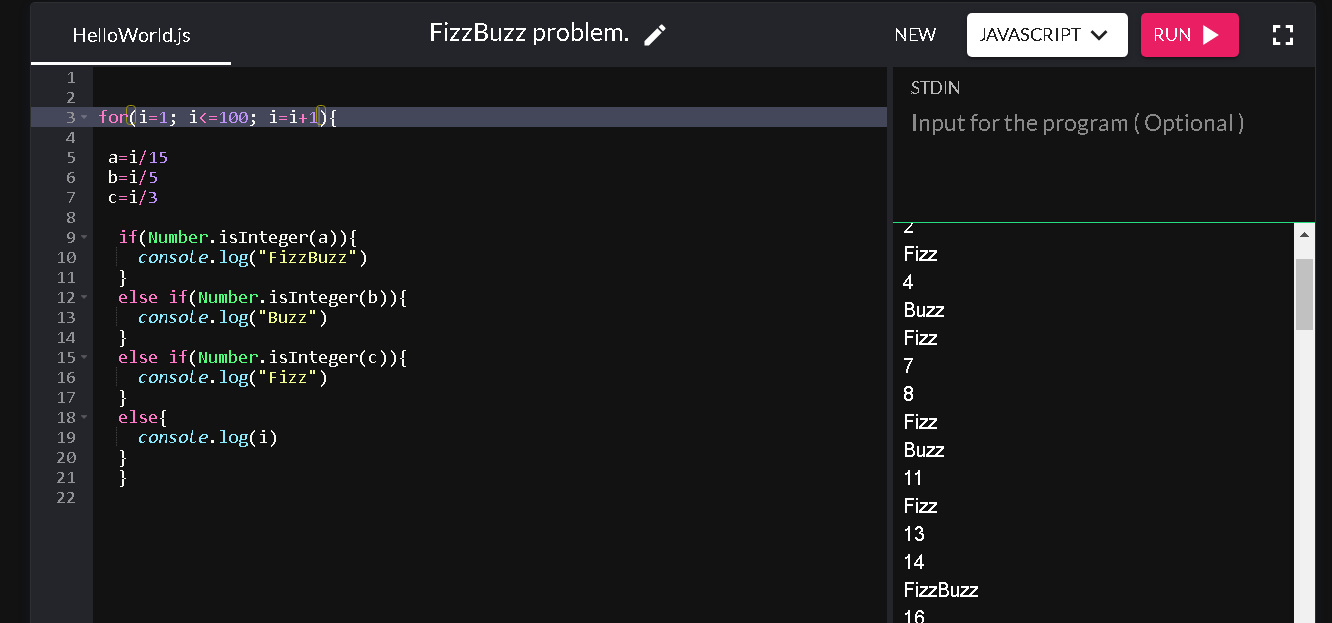 HelloWorld.js
FizzBuzz problem.
NEW
JAVASCRIPT
RUN
1
2
3 for(i=1; i<=100; i=i+1){
4
5 a=i/15
6 b=i/5
7 c=i/3
8
9 if(Number.isInteger(a)){
10 console.log("FizzBuzz")
11 }
12 else if(Number.isInteger(b)){
13 console.log("Buzz")
14 }
15 else if(Number.isInteger(c)){
16 console.log("Fizz")
17 }
18 else{
19 console.log(i)
20 }
21 }
22
STDIN
Input for the program ( Optional )
2
Fizz
4
Buzz
Fizz
7
8
Fizz
Buzz
11
Fizz
13
14
FizzBuzz
16